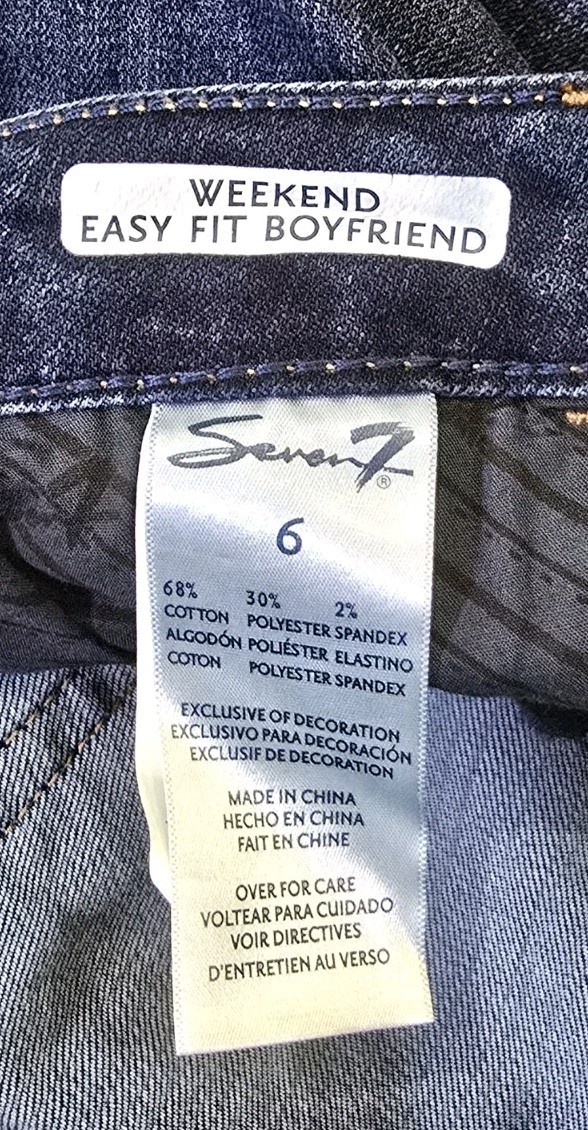 WEEKEND
EASY FIT BOYFRIEND
Seven7®
6
68% 30% 2%
COTTON POLYESTER SPANDEX
ALGODÓN POLIÉSTER ELASTINO
COTON POLYESTER SPANDEX
EXCLUSIVE OF DECORATION
EXCLUSIVO PARA DECORACIÓN
EXCLUSIF DE DECORATION
MADE IN CHINA
HECHO EN CHINA
FAIT EN CHINE
OVER FOR CARE
VOLTEAR PARA CUIDADO
VOIR DIRECTIVES
D'ENTRETIEN AU VERSO